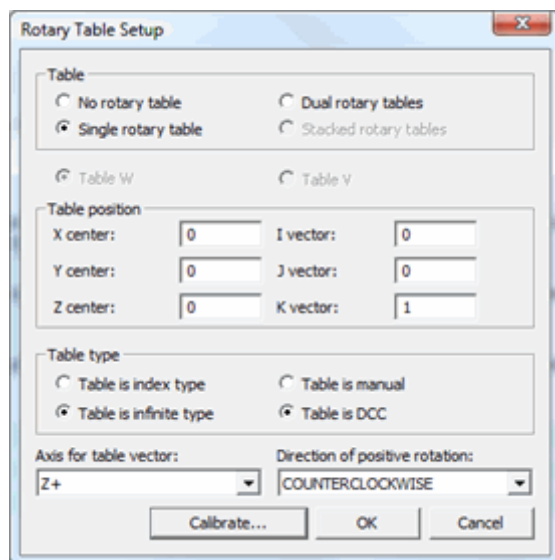 Rotary Table Setup
Table
No rotary table
Dual rotary tables
Single rotary table
Stacked rotary tables
Table W
Table V
Table position
X center: 0 I vector: 0
Y center: 0 J vector: 0
Z center: 0 K vector: 1
Table type
Table is index type
Table is manual
Table is infinite type
Table is DCC
Axis for table vector:
Direction of positive rotation:
Z+
COUNTERCLOCKWISE
Calibrate...
OK
Cancel